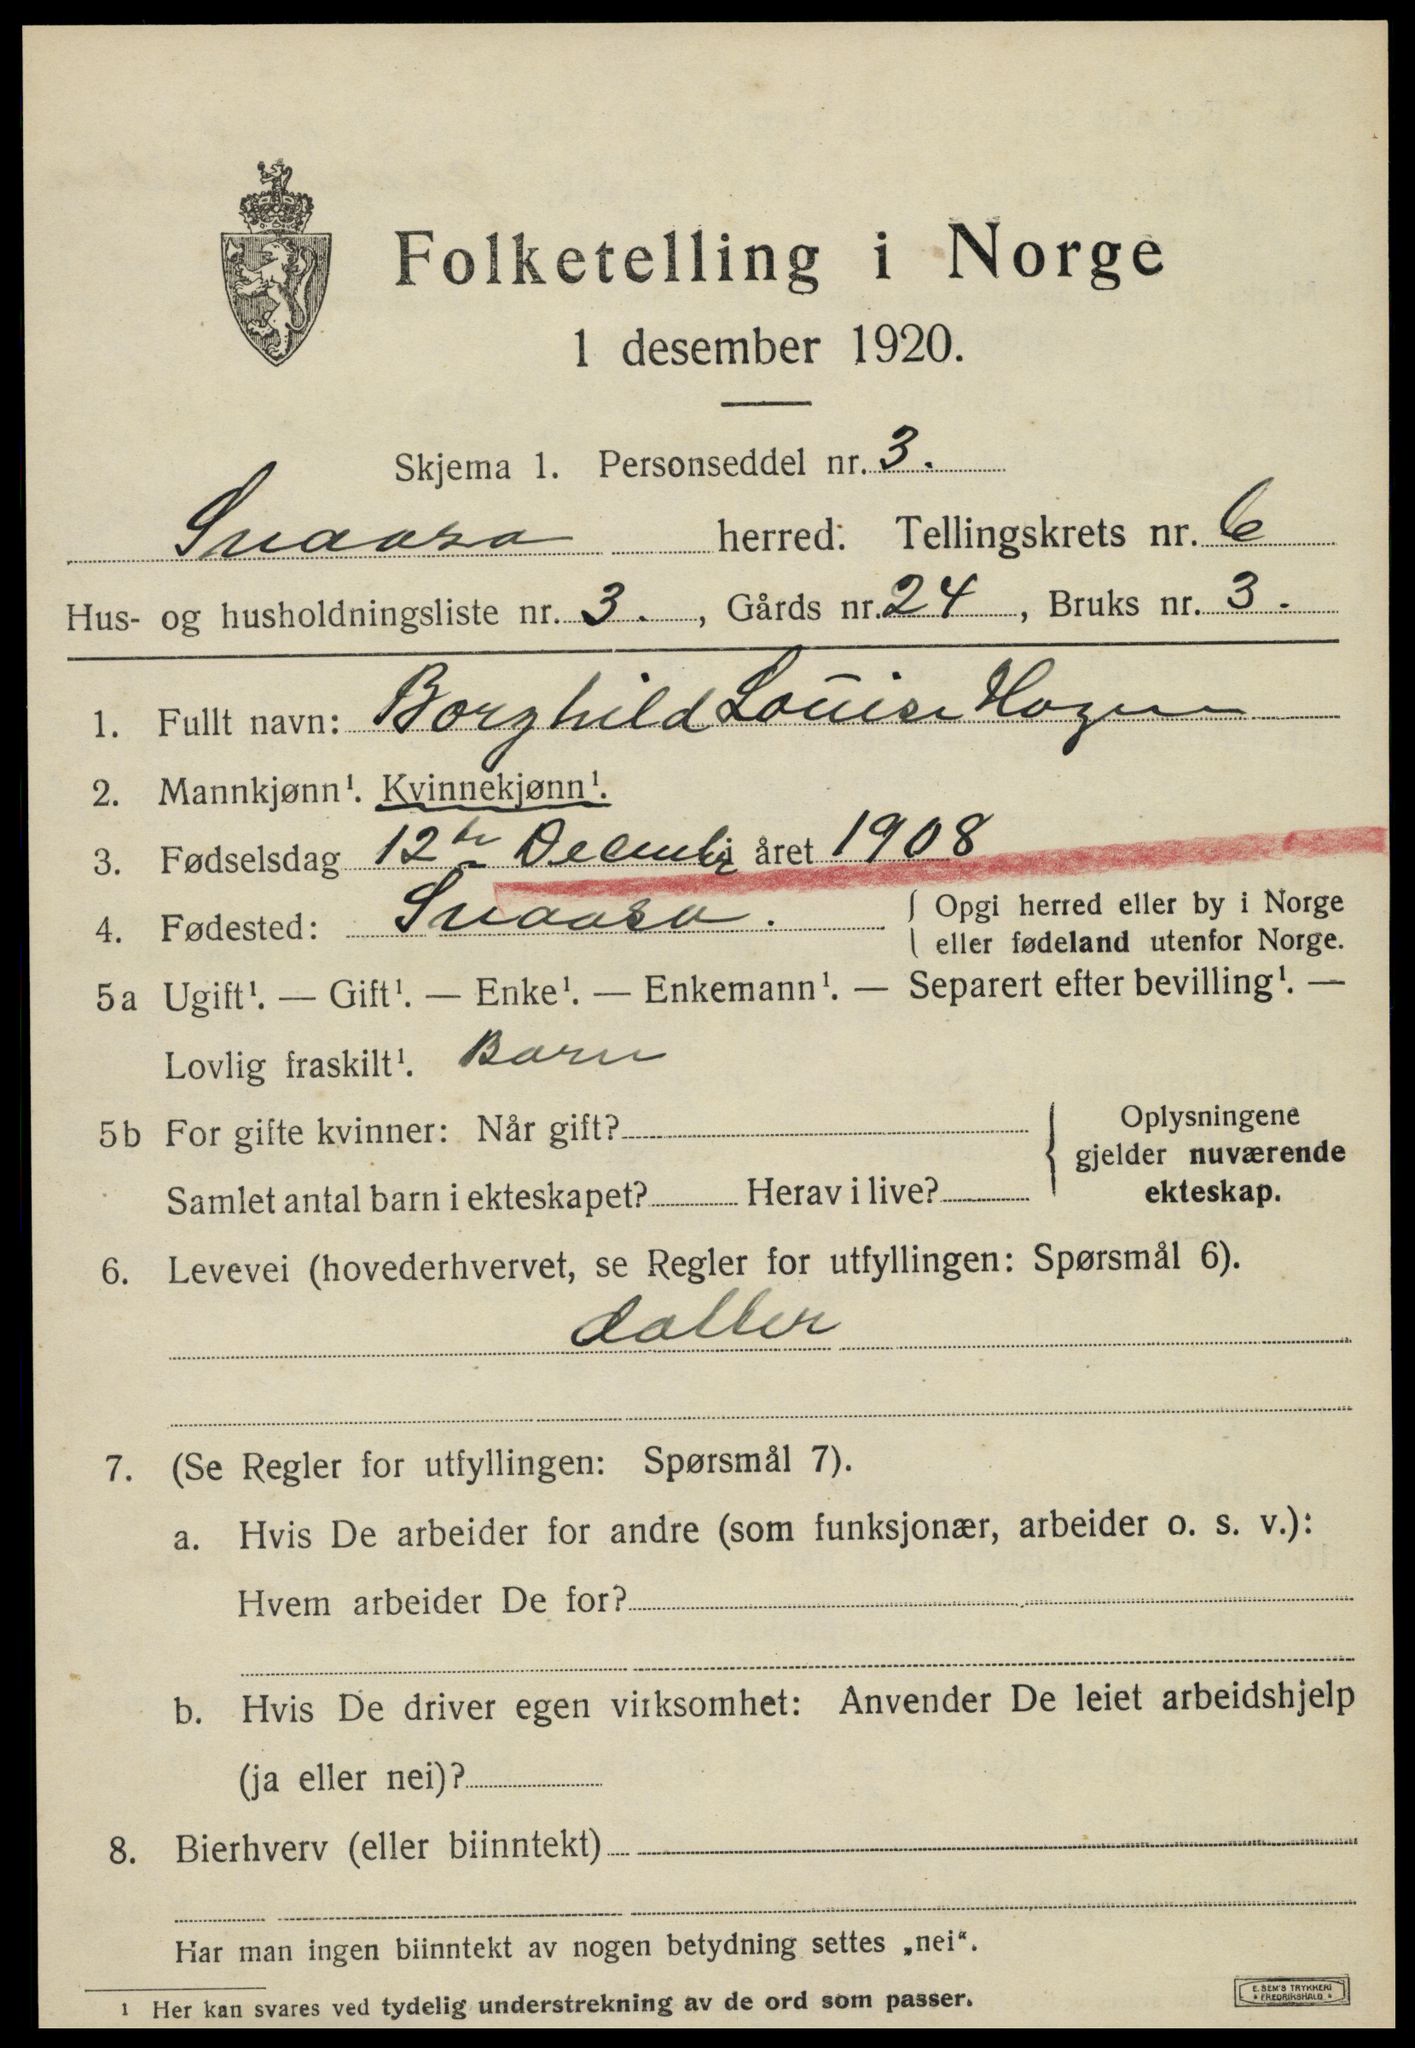 Folketelling i Norge
1 desember 1920.
Skjema 1. Personseddel nr. 3.
Snaasa herred: Tellingskrets nr. 6
Hus- og husholdningsliste nr. 3., Gårds nr. 24, Bruks nr. 3.
1. Fullt navn: Borghild Louise Hagen
2. Mannkjønn¹. Kvinnekjønn¹.
3. Fødselsdag 12te Decembr året 1908
4. Fødested: Snaasa. { Opgi herred eller by i Norge
eller fødeland utenfor Norge.
5a Ugift¹. — Gift¹. — Enke¹. — Enkemann¹. — Separert efter bevilling¹. —
Lovlig fraskilt¹. Barn
5b For gifte kvinner: Når gift? { Oplysningene
gjelder nuværende
ekteskap.
Samlet antal barn i ekteskapet? Herav i live?
6. Levevei (hovederhvervet, se Regler for utfyllingen: Spørsmål 6).
datter
7. (Se Regler for utfyllingen: Spørsmål 7).
a. Hvis De arbeider for andre (som funksjonær, arbeider o. s. v.):
Hvem arbeider De for?
b. Hvis De driver egen virksomhet: Anvender De leiet arbeidshjelp
(ja eller nei)?
8. Bierhverv (eller biinntekt)
Har man ingen biinntekt av nogen betydning settes „nei“.
1 Her kan svares ved tydelig understrekning av de ord som passer.
E. SEM'S TRYKKERI
* FREDRIKSHALD *